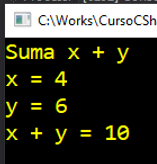 C:\Works\CursoCSh
Suma x + y
x = 4
y = 6
x + y = 10